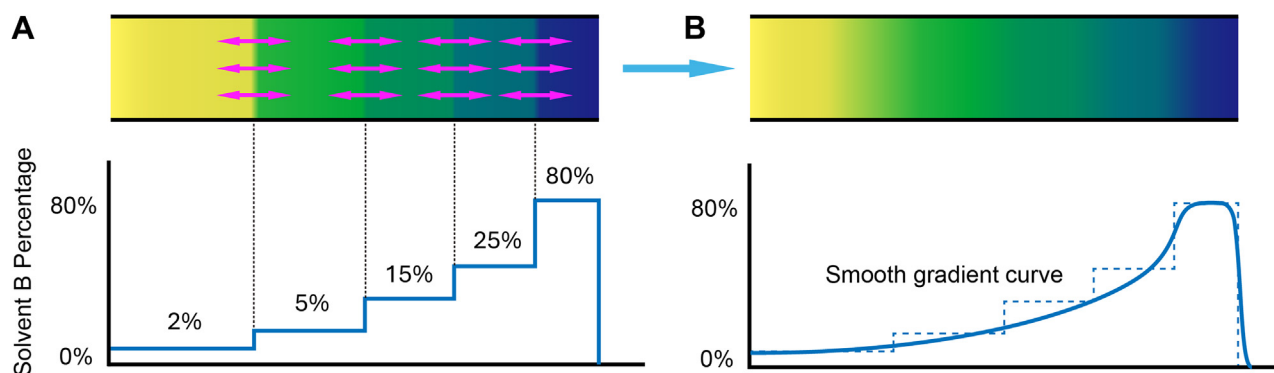 A
B
Solvent B Percentage
80%
0%
2%
5%
15%
25%
80%
80%
0%
Smooth gradient curve